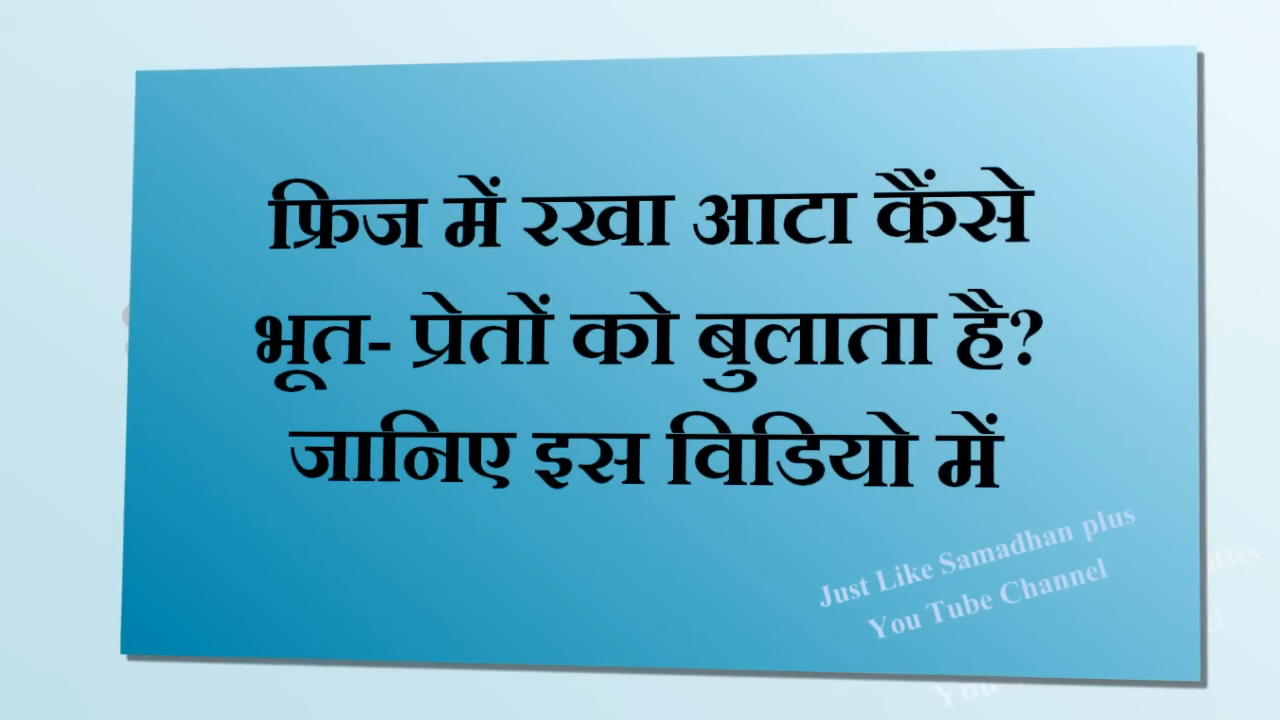 फ्रिज में रखा आटा कैंसे
भूत- प्रेतों को बुलाता है?
जानिए इस विडियो में
Just Like Samadhan plus
You Tube Channel